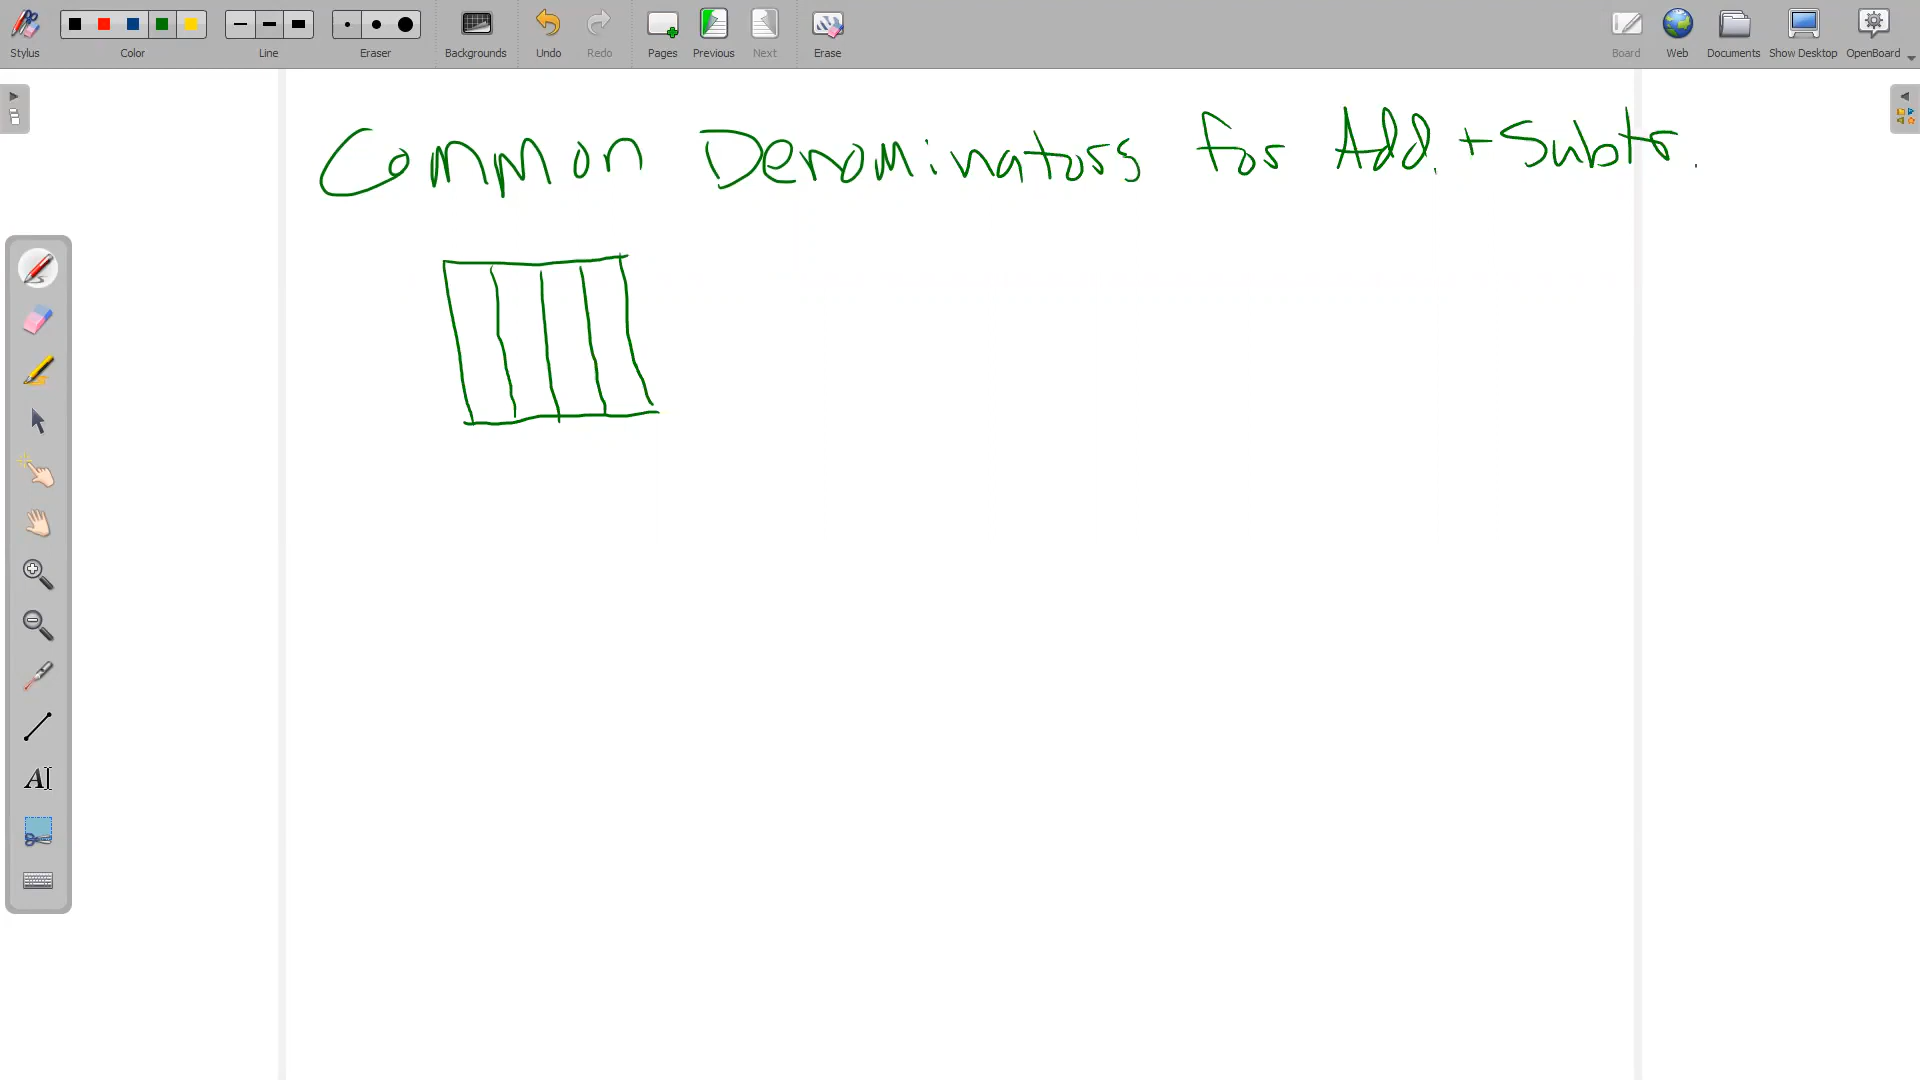 Stylus Color Line Eraser Backgrounds Undo Redo Pages Previous Next Erase Board Web Documents Show Desktop OpenBoard
Common Denominators for Add. + Subtr.
A